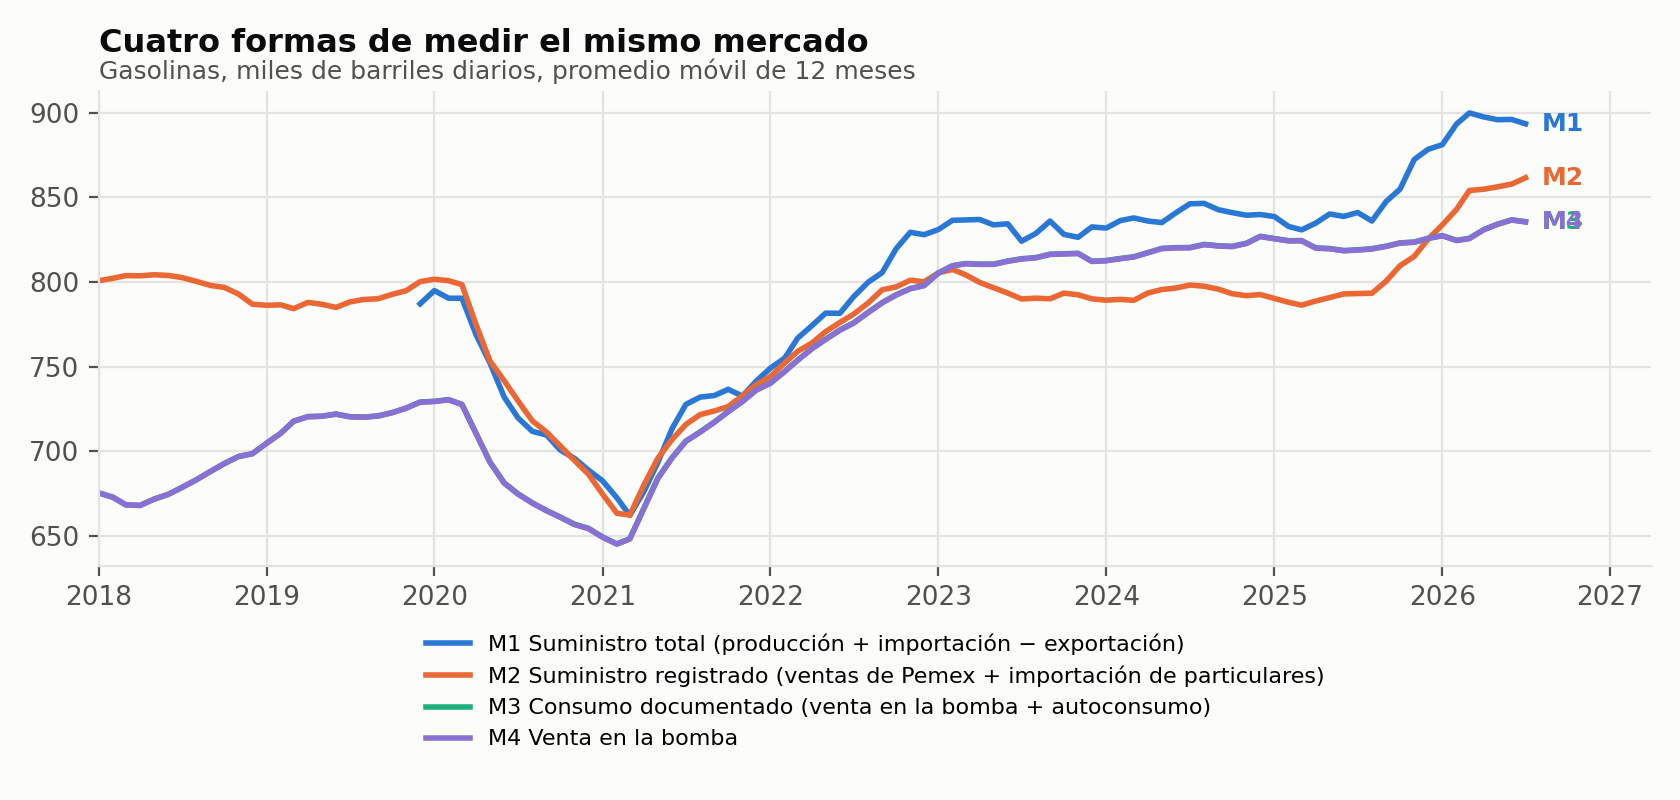 Cuatro formas de medir el mismo mercado
Gasolinas, miles de barriles diarios, promedio móvil de 12 meses
900
850
800
750
700
650
M1
M2
M3
M4
2018 2019 2020 2021 2022 2023 2024 2025 2026 2027
M1 Suministro total (producción + importación − exportación)
M2 Suministro registrado (ventas de Pemex + importación de particulares)
M3 Consumo documentado (venta en la bomba + autoconsumo)
M4 Venta en la bomba